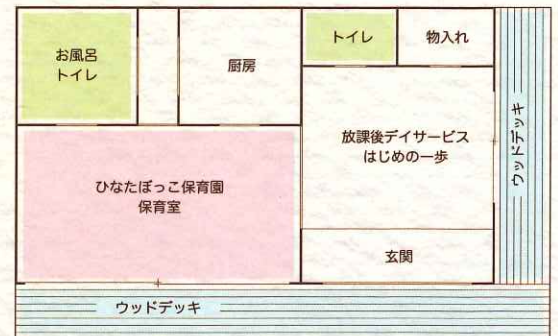 お風呂
トイレ
厨房
トイレ
物入れ
放課後デイサービス
はじめの一歩
ウッドデッキ
ひなたぼっこ保育園
保育室
玄関
ウッドデッキ